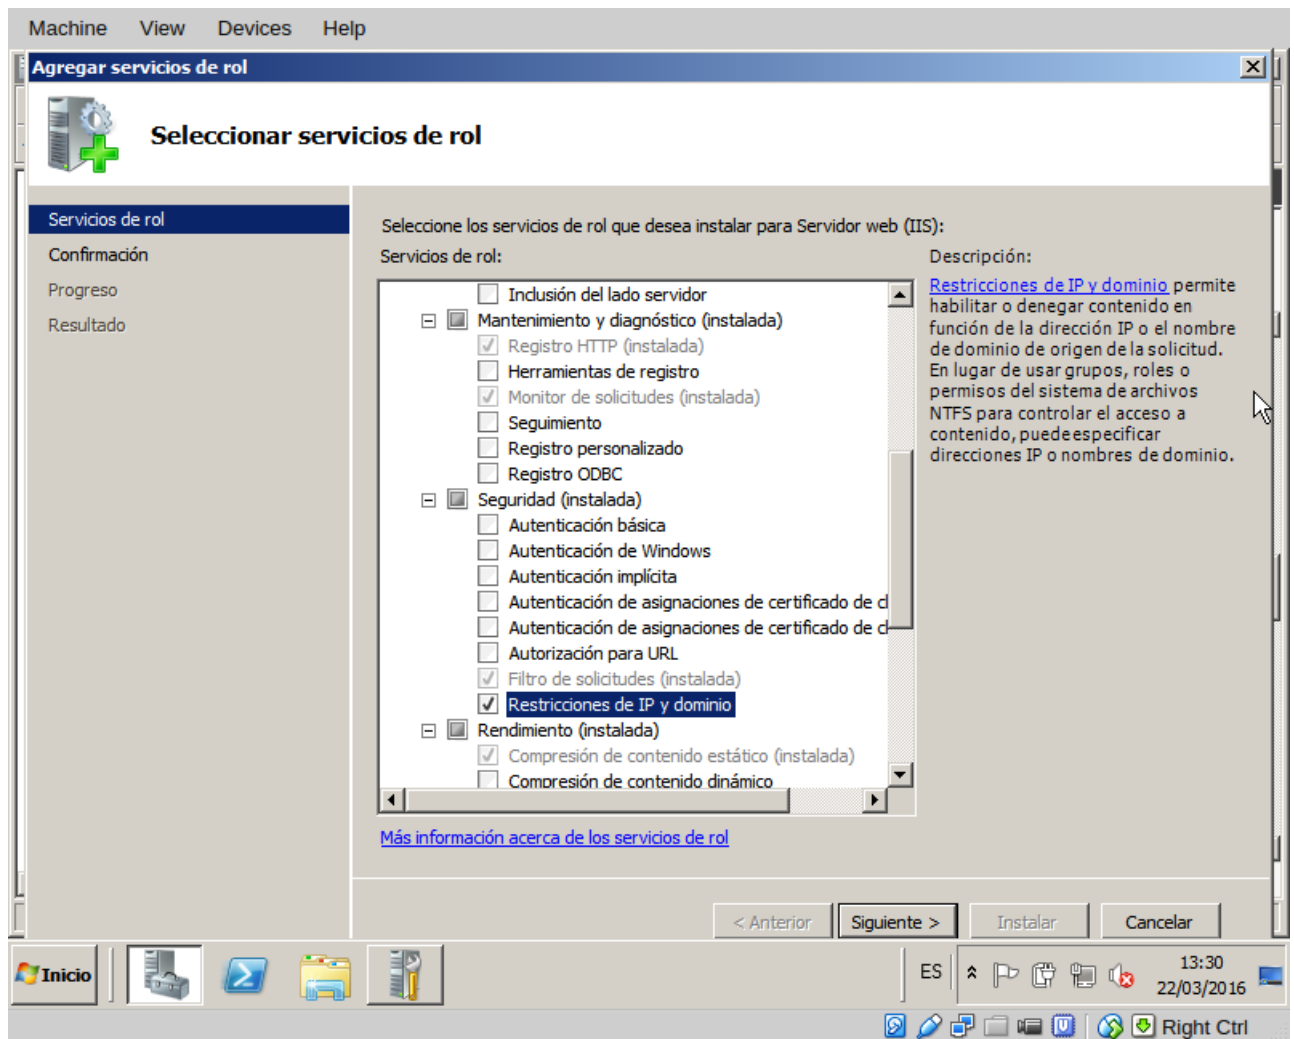 Machine View Devices Help
Agregar servicios de rol
Seleccionar servicios de rol
Servicios de rol
Confirmación
Progreso
Resultado
Seleccione los servicios de rol que desea instalar para Servidor web (IIS):
Servicios de rol:
Inclusión del lado servidor
Mantenimiento y diagnóstico (instalada)
Registro HTTP (instalada)
Herramientas de registro
Monitor de solicitudes (instalada)
Seguimiento
Registro personalizado
Registro ODBC
Seguridad (instalada)
Autenticación básica
Autenticación de Windows
Autenticación implícita
Autenticación de asignaciones de certificado de cl
Autenticación de asignaciones de certificado de cl
Autorización para URL
Filtro de solicitudes (instalada)
Restricciones de IP y dominio
Rendimiento (instalada)
Compresión de contenido estático (instalada)
Compresión de contenido dinámico
Más información acerca de los servicios de rol
Descripción:
Restricciones de IP y dominio permite
habilitar o denegar contenido en
función de la dirección IP o el nombre
de dominio de origen de la solicitud.
En lugar de usar grupos, roles o
permisos del sistema de archivos
NTFS para controlar el acceso a
contenido, puede especificar
direcciones IP o nombres de dominio.
< Anterior Siguiente > Instalar Cancelar
Inicio
ES
13:30
22/03/2016
Right Ctrl